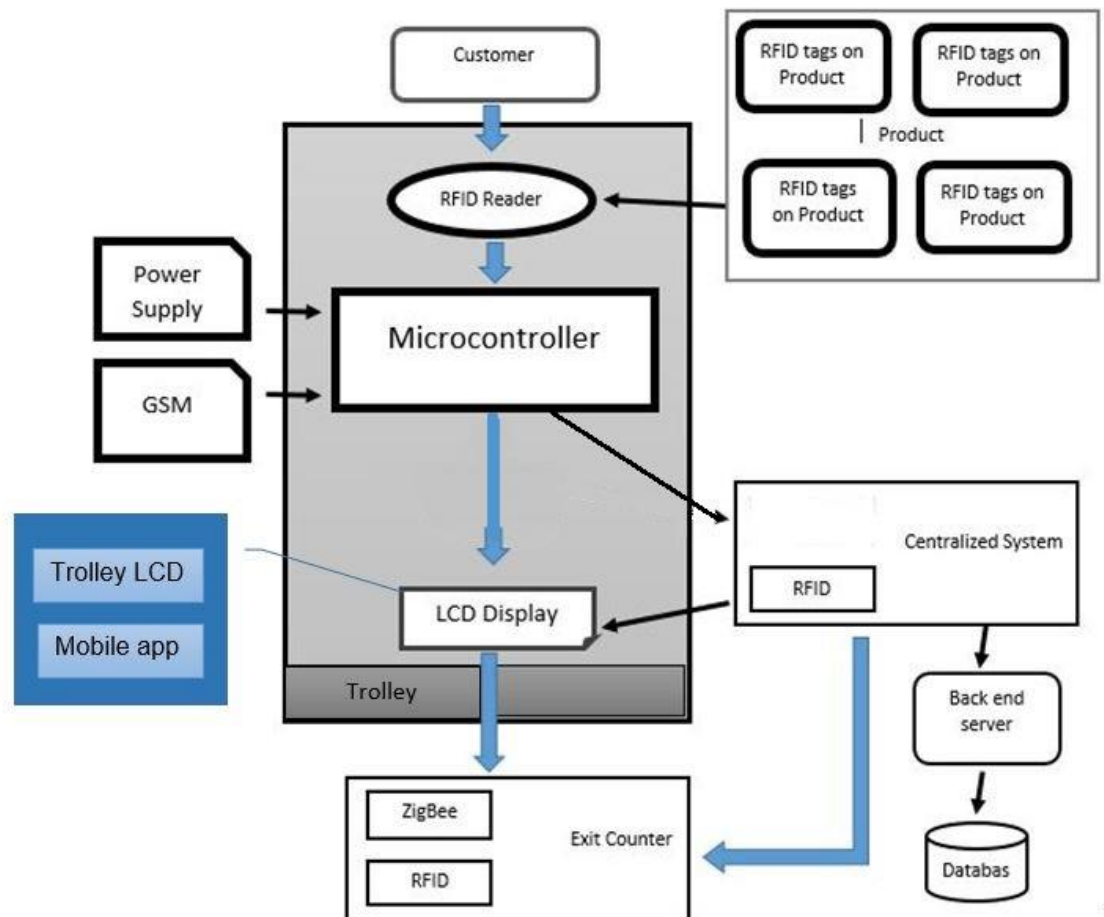 Customer
RFID tags on
Product
RFID tags on
Product
Product
RFID tags
on Product
RFID tags on
Product
RFID Reader
Power
Supply
Microcontroller
GSM
Centralized System
RFID
Trolley LCD
Mobile app
LCD Display
Trolley
Back end
server
ZigBee
Exit Counter
RFID
Databas